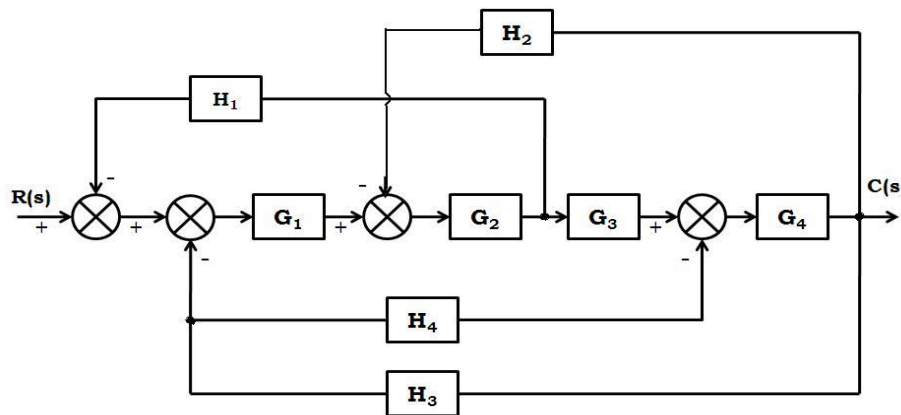 H₂
H₁
- -
R(s) C(s
+ + G₁ + G₂ G₃ + G₄
- -
H₄
H₃